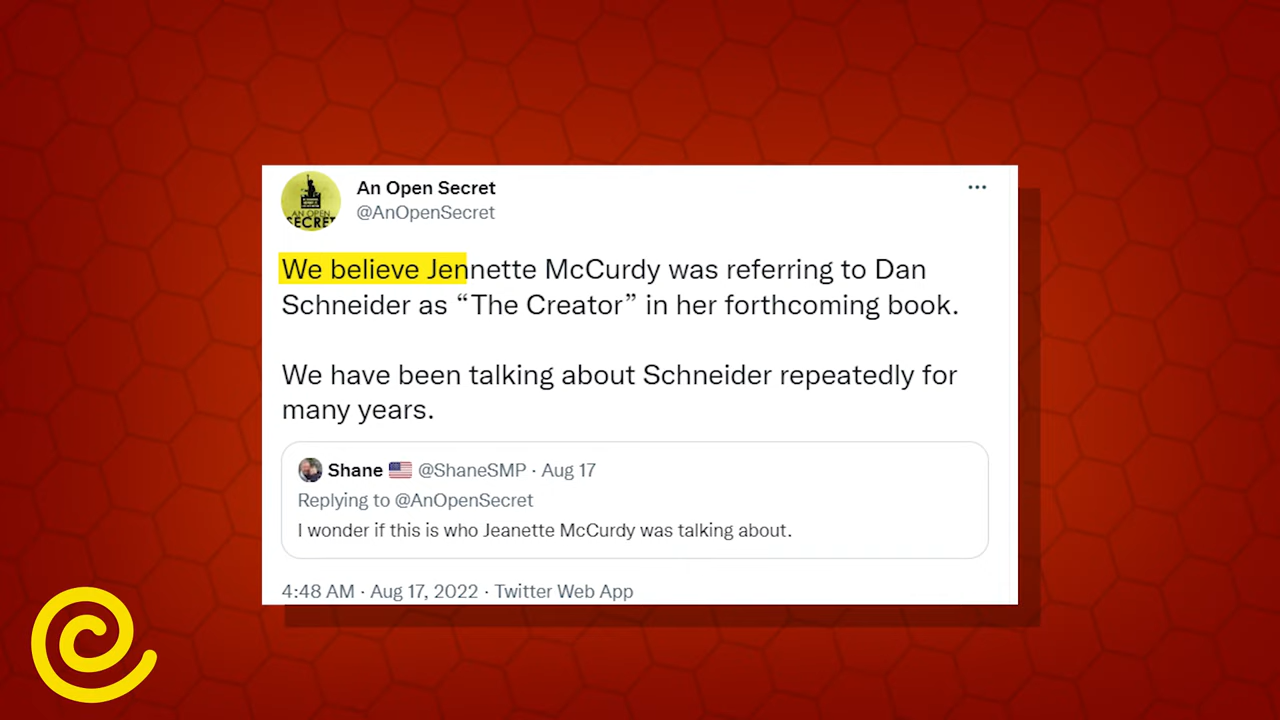 An Open Secret
@AnOpenSecret
We believe Jennette McCurdy was referring to Dan
Schneider as “The Creator” in her forthcoming book.
We have been talking about Schneider repeatedly for
many years.
Shane 🇺🇸 @ShaneSMP · Aug 17
Replying to @AnOpenSecret
I wonder if this is who Jeanette McCurdy was talking about.
4:48 AM · Aug 17, 2022 · Twitter Web App